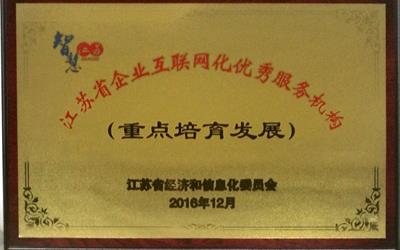 智慧
江苏
江苏省企业互联网化优秀服务机构
(重点培育发展)
江苏省经济和信息化委员会
2016年12月